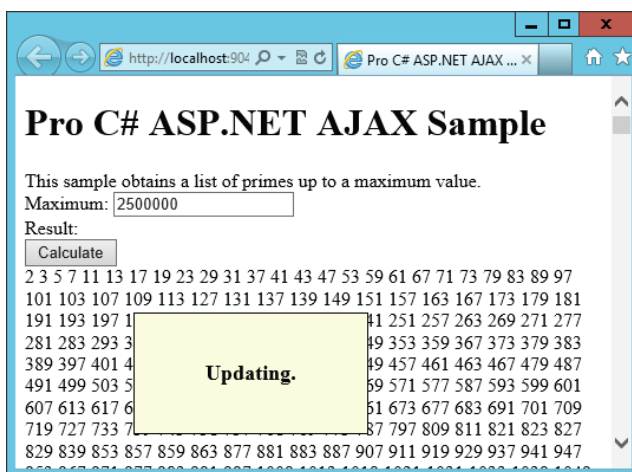 http://localhost:904
Pro C# ASP.NET AJAX ...
Pro C# ASP.NET AJAX Sample
This sample obtains a list of primes up to a maximum value.
Maximum: 2500000
Result:
Calculate
2 3 5 7 11 13 17 19 23 29 31 37 41 43 47 53 59 61 67 71 73 79 83 89 97
101 103 107 109 113 127 131 137 139 149 151 157 163 167 173 179 181
191 193 197 251 257 263 269 271 277
281 283 293 353 359 367 373 379 383
389 397 401 457 461 463 467 479 487
491 499 503 571 577 587 593 599 601
607 613 617 673 677 683 691 701 709
719 727 733 797 809 811 821 823 827
Updating.
829 839 853 857 859 863 877 881 883 887 907 911 919 929 937 941 947